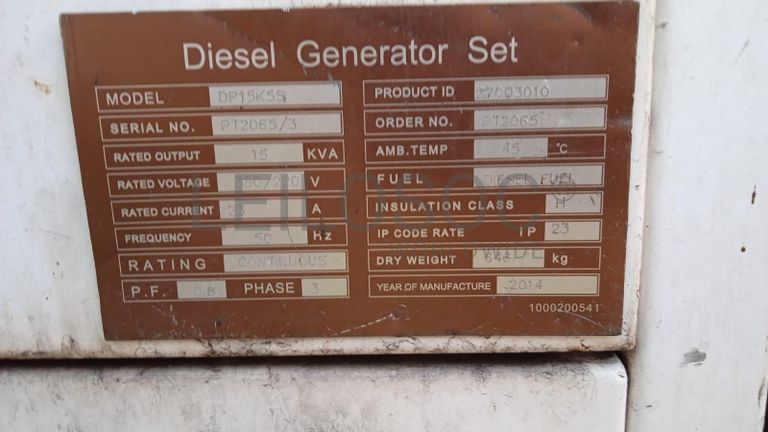 Diesel Generator Set
MODEL DP15K5S
PRODUCT ID 27003010
SERIAL NO. PT2065/3
ORDER NO. PT2065
RATED OUTPUT 15 KVA
AMB.TEMP 45 °C
RATED VOLTAGE V
FUEL DIESEL FUEL
RATED CURRENT A
INSULATION CLASS H
FREQUENCY 50 Hz
IP CODE RATE IP 23
RATING CONTINUOUS
DRY WEIGHT kg
P.F. 0.8 PHASE 3
YEAR OF MANUFACTURE 2014
1000200541